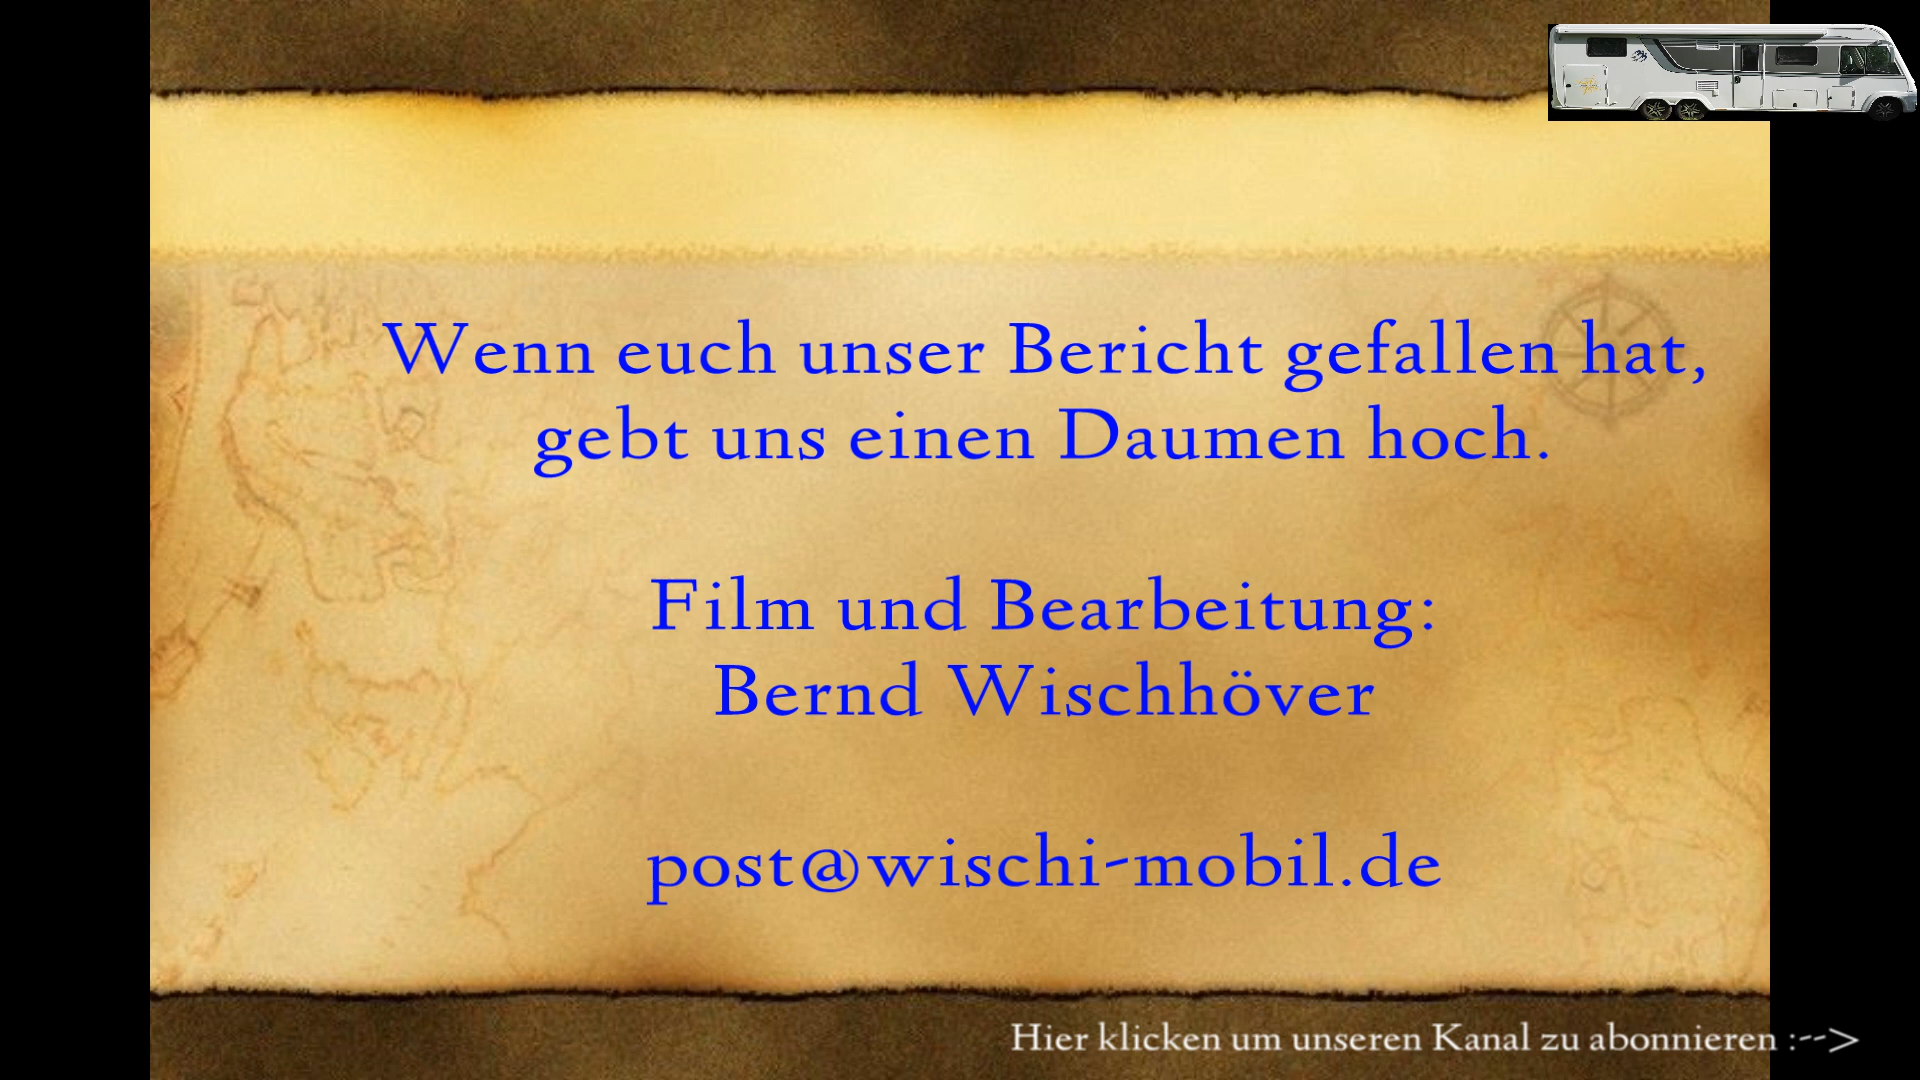 Wenn euch unser Bericht gefallen hat,
gebt uns einen Daumen hoch.
Film und Bearbeitung:
Bernd Wischhöver
post@wischi-mobil.de
Hier klicken um unseren Kanal zu abonnieren :-->